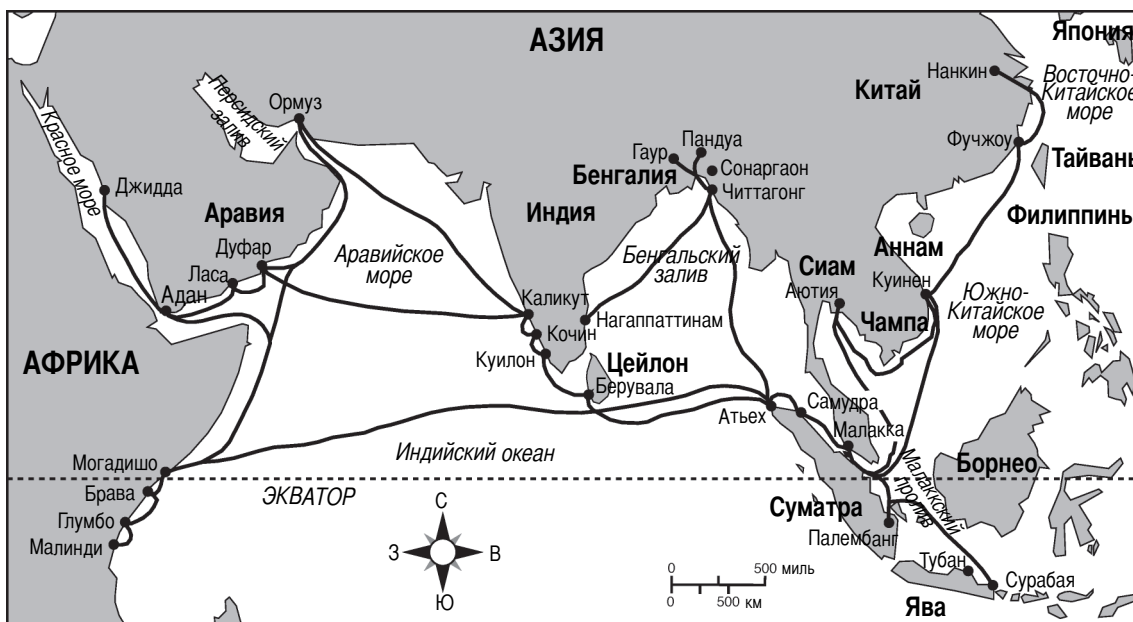 АЗИЯ
Япония
Нанкин
Китай
Восточно-
Китайское
море
Персидский
залив
Ормуз
Красное море
Пандуа
Гаур
Сонаргаон
Фучжоу
Бенгалия
Читтагонг
Тайвань
Джидда
Аравия
Индия
Филиппины
Дуфар
Аравийское
море
Бенгальский
залив
Аннам
Сиам
Аютия
Куинен
Южно-
Китайское
море
Ласа
Адан
Каликут
Нагаппаттинам
Чампа
Кочин
АФРИКА
Куилон
Цейлон
Берувала
Атьех
Самудра
Малакка
Могадишо
Индийский океан
Малаккский
пролив
Борнео
Брава
ЭКВАТОР
Суматра
Глумбо
Палембанг
Малинди
С
З
В
Ю
0
500 миль
0
500 км
Тубан
Сурабая
Ява